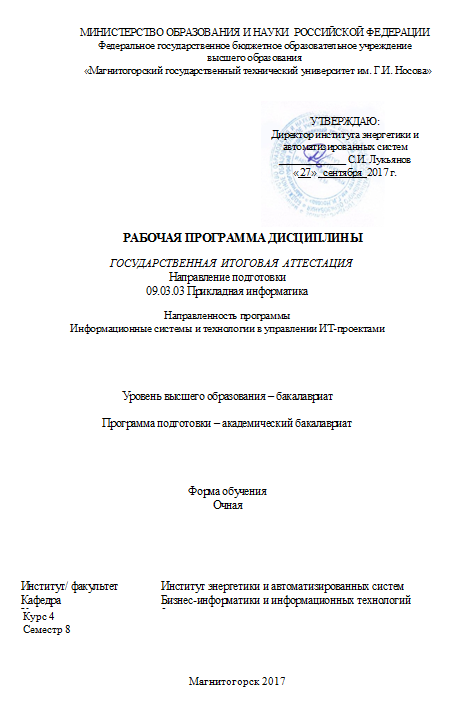 МИНИСТЕРСТВО ОБРАЗОВАНИЯ И НАУКИ РОССИЙСКОЙ ФЕДЕРАЦИИ
Федеральное государственное бюджетное образовательное учреждение
высшего образования
«Магнитогорский государственный технический университет им. Г.И. Носова»
УТВЕРЖДАЮ:
Директор института энергетики и
автоматизированных систем
____________ С.И. Лукьянов
«27» сентября 2017 г.
РАБОЧАЯ ПРОГРАММА ДИСЦИПЛИНЫ
ГОСУДАРСТВЕННАЯ ИТОГОВАЯ АТТЕСТАЦИЯ
Направление подготовки
09.03.03 Прикладная информатика
Направленность программы
Информационные системы и технологии в управлении ИТ-проектами
Уровень высшего образования – бакалавриат
Программа подготовки – академический бакалавриат
Форма обучения
Очная
Институт/ факультет Институт энергетики и автоматизированных систем
Кафедра Бизнес-информатики и информационных технологий
Курс 4
Семестр 8
Магнитогорск 2017